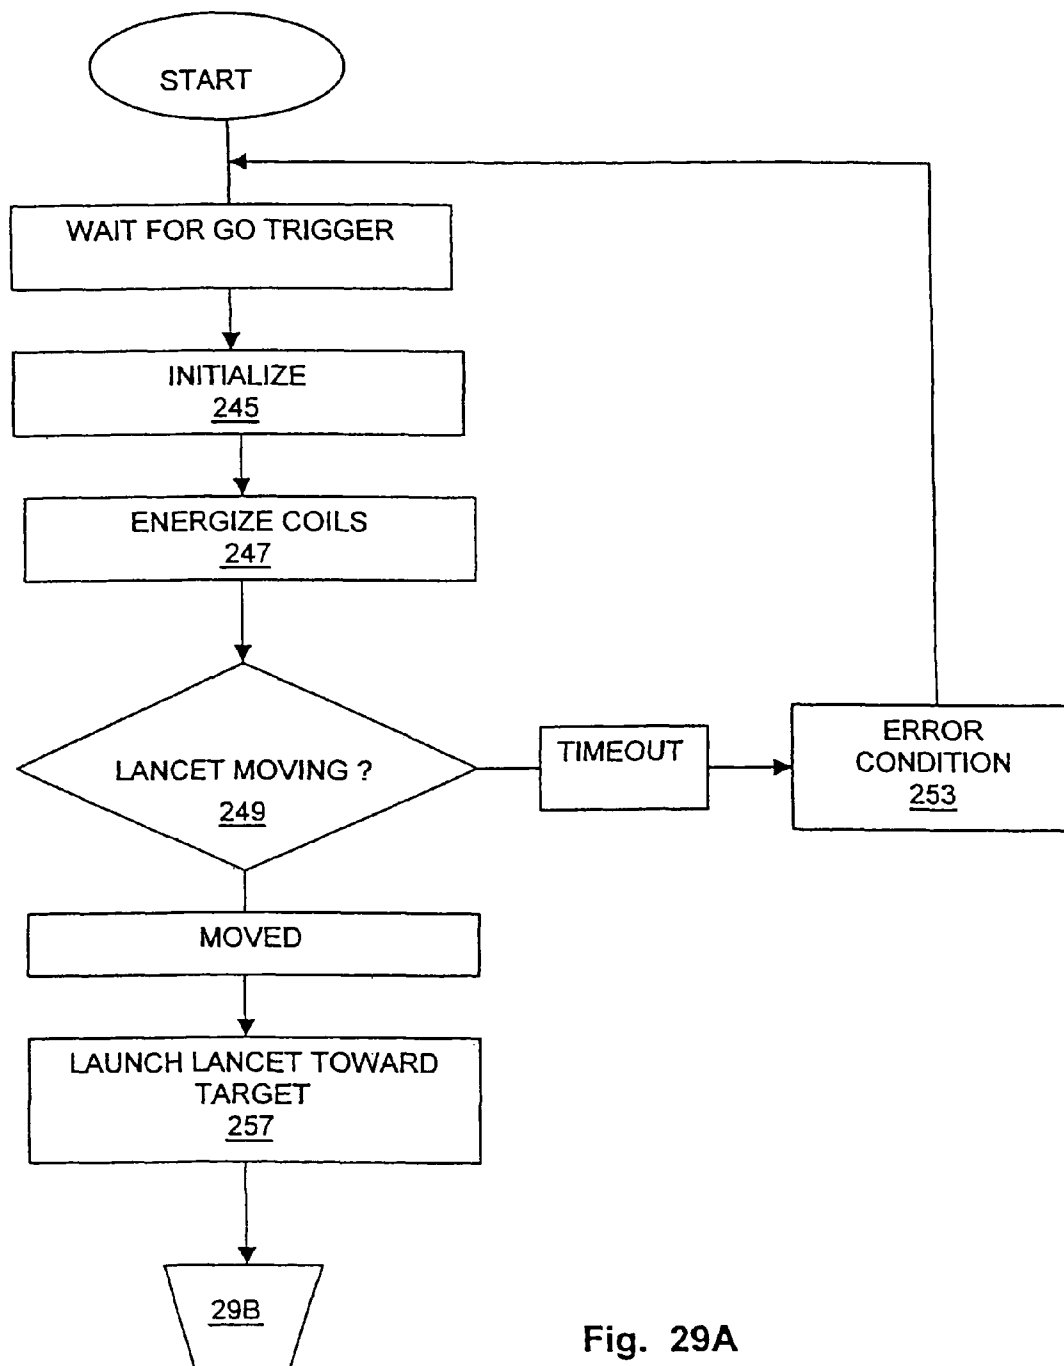 START
WAIT FOR GO TRIGGER
INITIALIZE
245
ENERGIZE COILS
247
LANCET MOVING ?
249
TIMEOUT
ERROR
CONDITION
253
MOVED
LAUNCH LANCET TOWARD
TARGET
257
29B
Fig. 29A